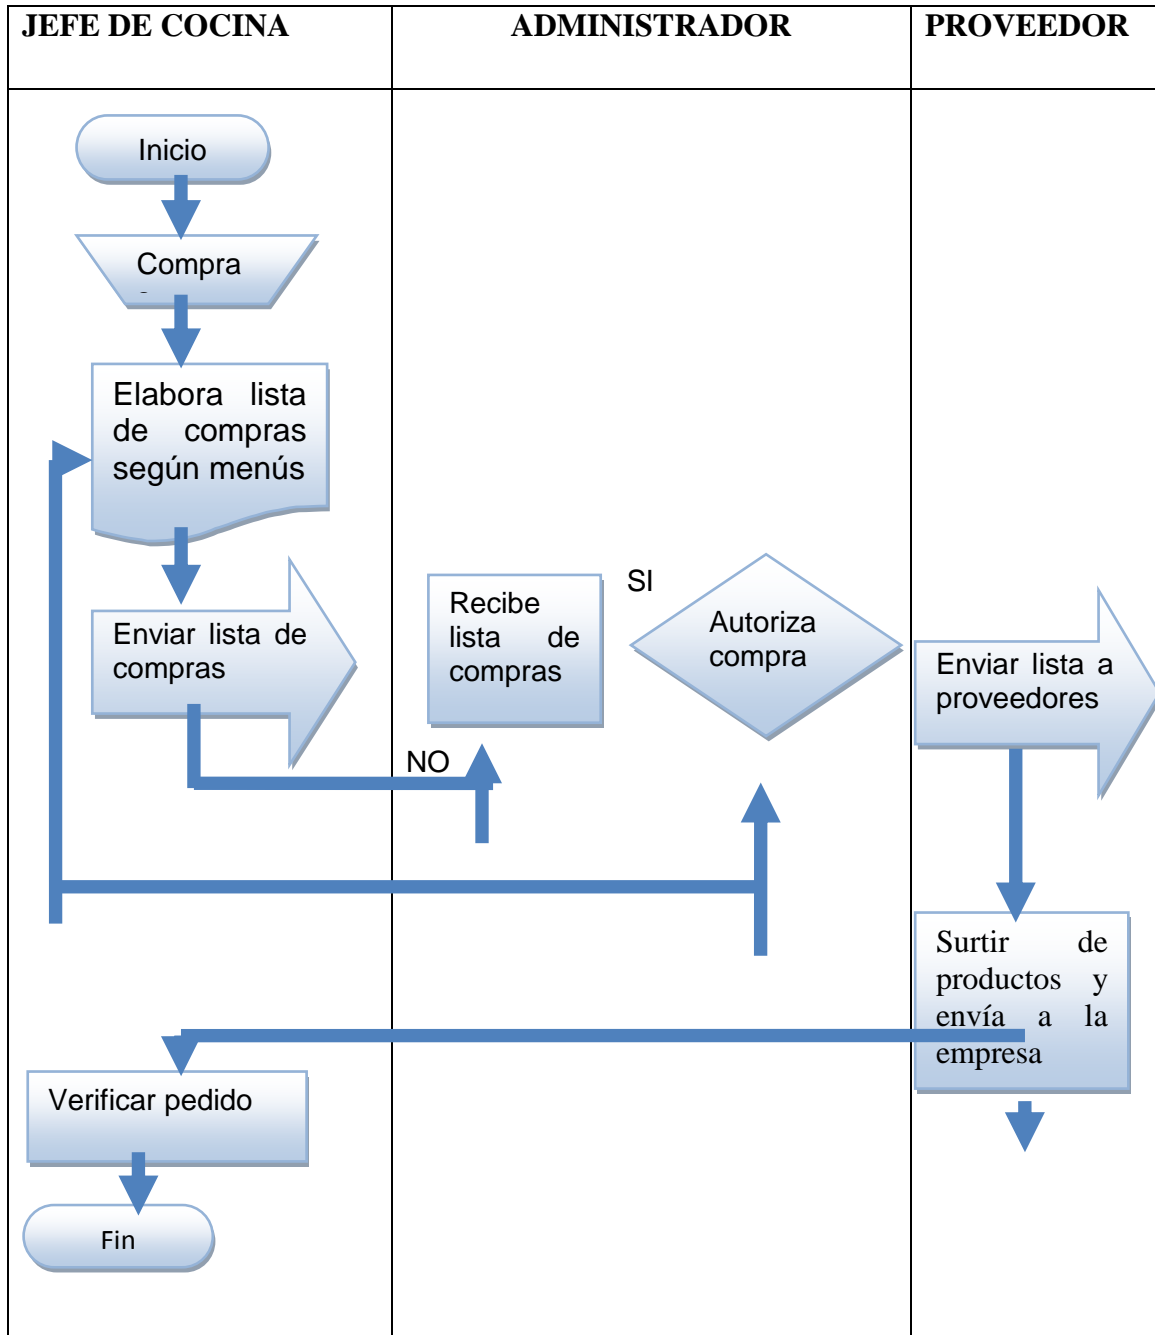 JEFE DE COCINA
ADMINISTRADOR
PROVEEDOR
Inicio
Compra
Elabora lista
de compras
según menús
Enviar lista de
compras
Recibe
lista de
compras
SI
Autoriza
compra
NO
Enviar lista a
proveedores
Surtir de
productos y
envía a la
empresa
Verificar pedido
Fin